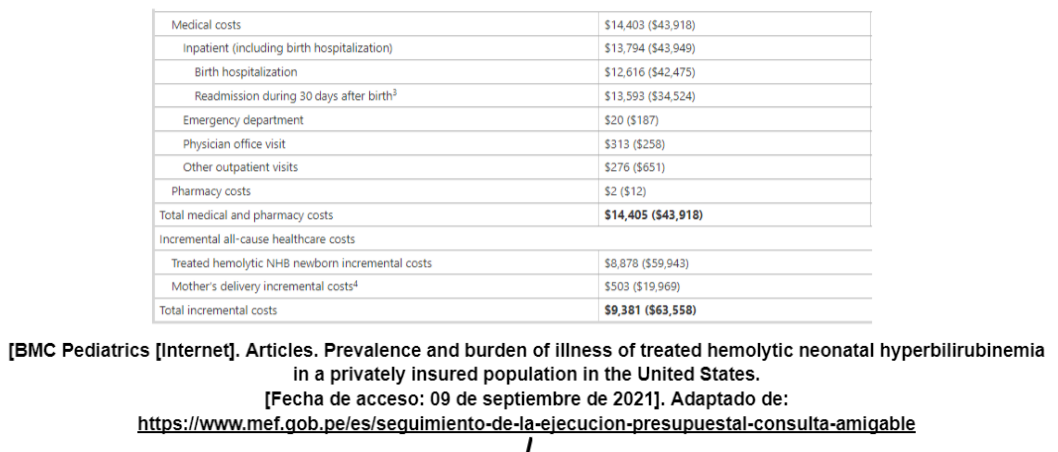 Medical costs $14,403 ($43,918)
Inpatient (including birth hospitalization) $13,794 ($43,949)
Birth hospitalization $12,616 ($42,475)
Readmission during 30 days after birth³ $13,593 ($34,524)
Emergency department $20 ($187)
Physician office visit $313 ($258)
Other outpatient visits $276 ($651)
Pharmacy costs $2 ($12)
Total medical and pharmacy costs $14,405 ($43,918)
Incremental all-cause healthcare costs
Treated hemolytic NHB newborn incremental costs $8,878 ($59,943)
Mother's delivery incremental costs⁴ $503 ($19,969)
Total incremental costs $9,381 ($63,558)
[BMC Pediatrics [Internet]. Articles. Prevalence and burden of illness of treated hemolytic neonatal hyperbilirubinemia
in a privately insured population in the United States.
[Fecha de acceso: 09 de septiembre de 2021]. Adaptado de:
https://www.mef.gob.pe/es/seguimiento-de-la-ejecucion-presupuestal-consulta-amigable
/